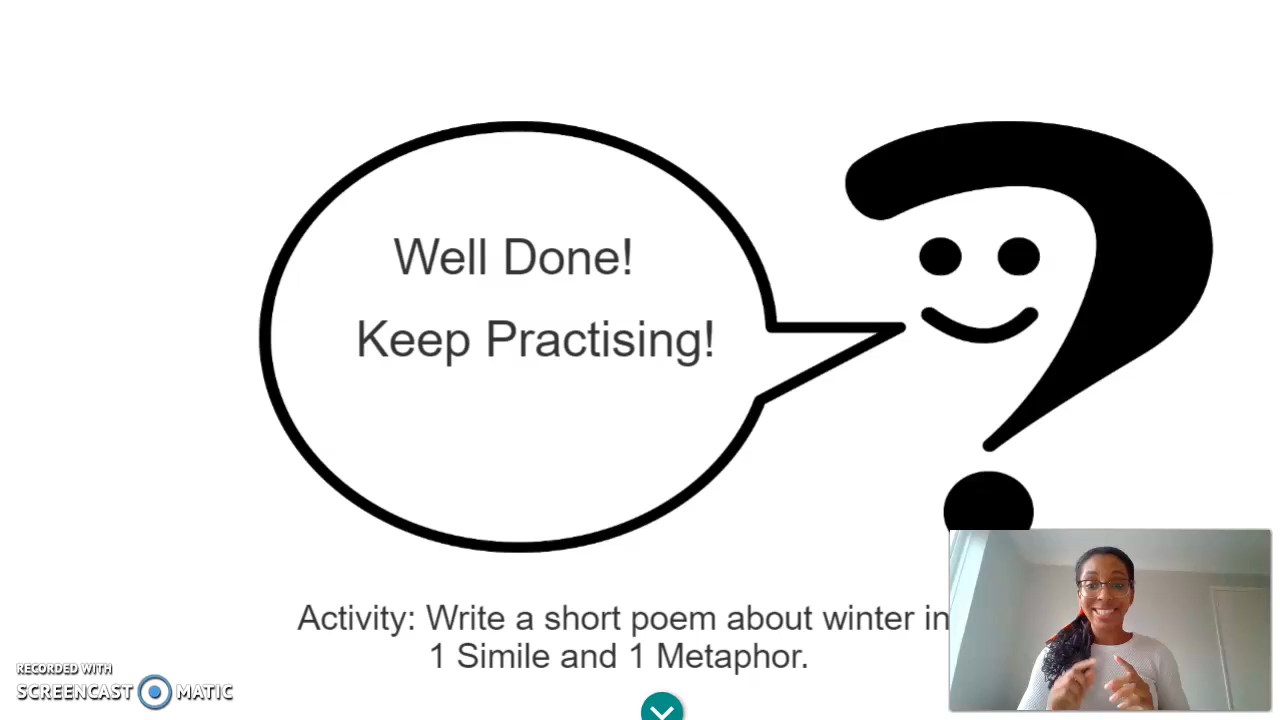 Well Done!
Keep Practising!
Activity: Write a short poem about winter in
1 Simile and 1 Metaphor.
RECORDED WITH
SCREENCAST MATIC